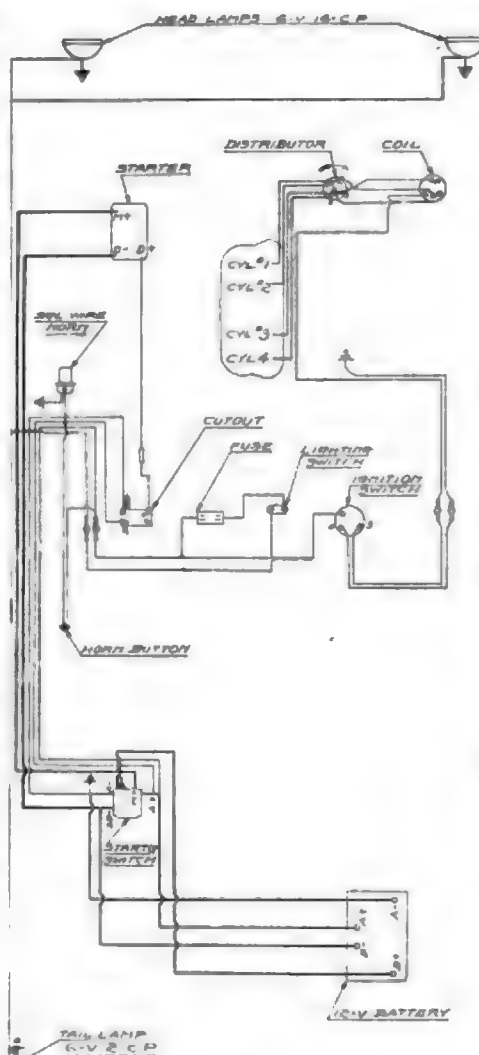 HEAD LAMPS 6-V 16-C.P
DISTRIBUTOR
COIL
STARTER
M+
D- D+
CYL #1
CYL #2
CYL #3
CYL 4
HORN
CUTOUT
FUSE
LIGHTING
SWITCH
IGNITION
SWITCH
HORN BUTTON
A+
STARTG
SWITCH
A-
A+
B-
B+
12-V BATTERY
TAIL LAMP
6-V 2 C P